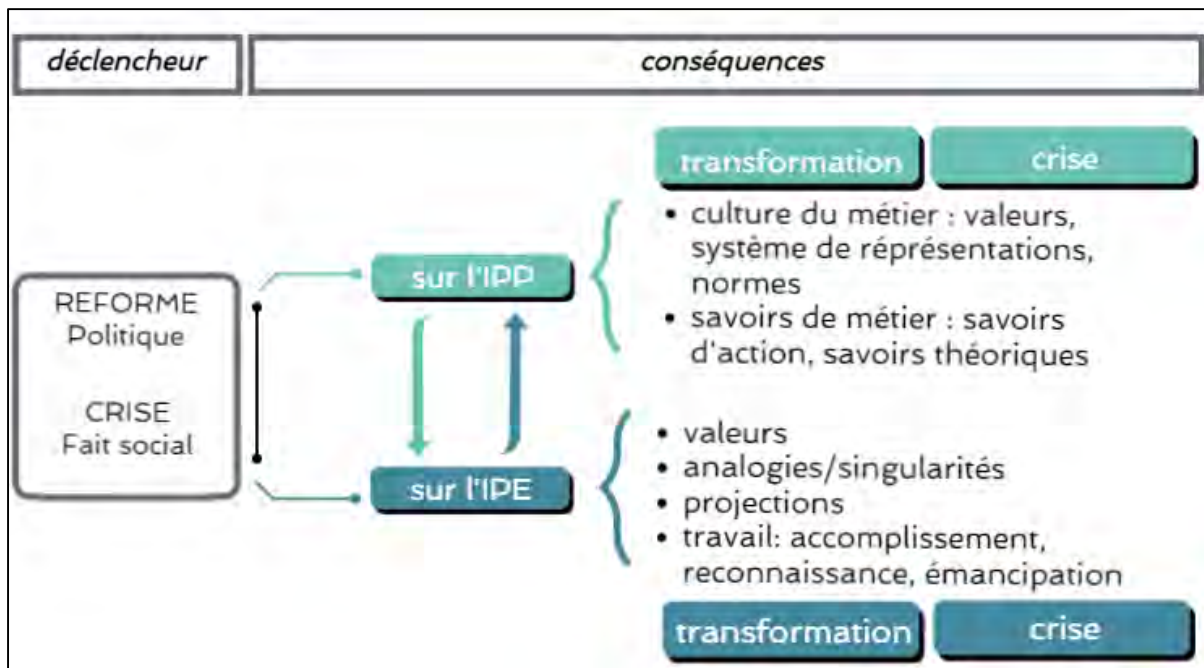 déclencheur
conséquences
transformation
crise
REFORME
Politique
CRISE
Fait social
sur l'IPP
• culture du métier : valeurs,
système de réprésentations,
normes
• savoirs de métier : savoirs
d'action, savoirs théoriques
sur l'IPE
• valeurs
• analogies/singularités
• projections
• travail: accomplissement,
reconnaissance, émancipation
transformation
crise